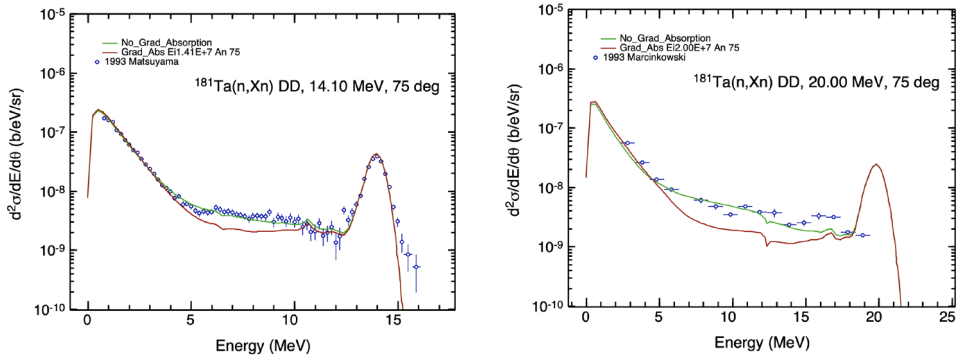 10-5
No_Grad_Absorption
Grad_Abs Ei1.41E+7 An 75
1993 Matsuyama
181Ta(n,Xn) DD, 14.10 MeV, 75 deg
10-6
10-7
10-8
10-9
10-10
d2σ/dE/dθ (b/eV/sr)
0 5 10 15
Energy (MeV)
10-5
No_Grad_Absorption
Grad_Abs Ei2.00E+7 An 75
1993 Marcinkowski
181Ta(n,Xn) DD, 20.00 MeV, 75 deg
10-6
10-7
10-8
10-9
10-10
d2σ/dE/dθ (b/eV/sr)
0 5 10 15 20 25
Energy (MeV)